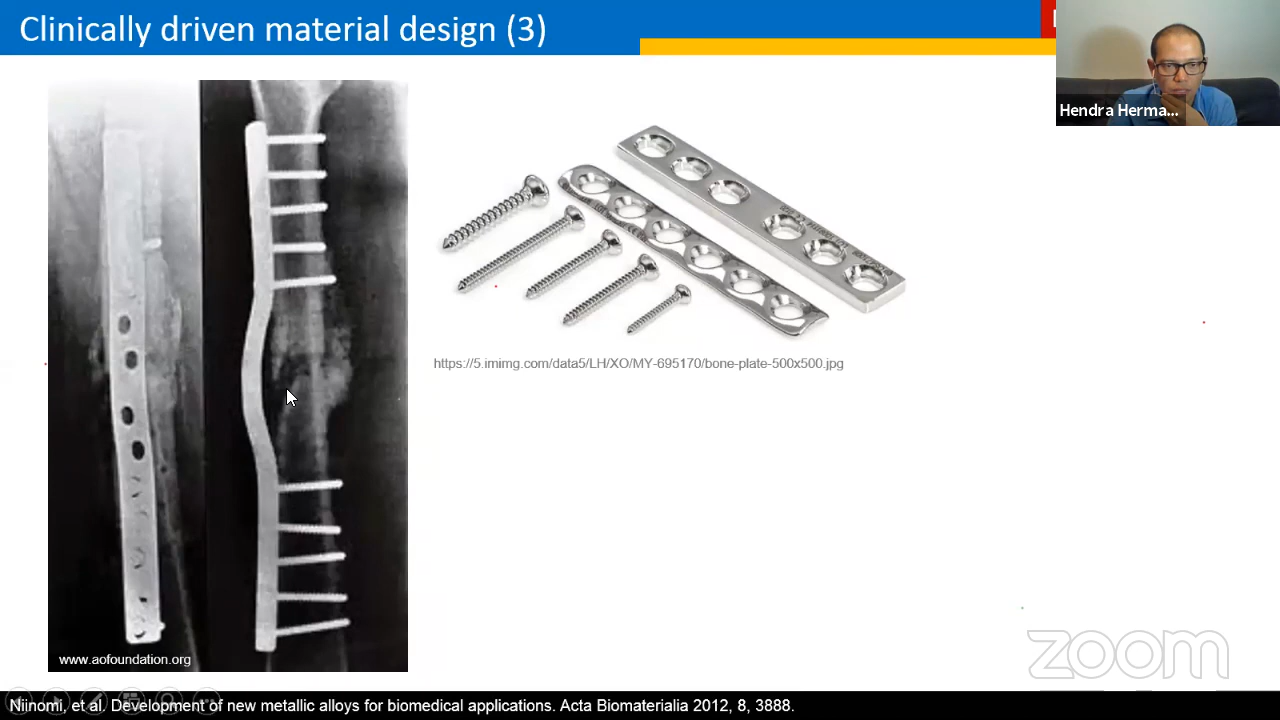 Clinically driven material design (3)
Hendra Herma...
https://5.imimg.com/data5/LH/XO/MY-695170/bone-plate-500x500.jpg
www.aofoundation.org
zoom
Niinomi, et al. Development of new metallic alloys for biomedical applications. Acta Biomaterialia 2012, 8, 3888.